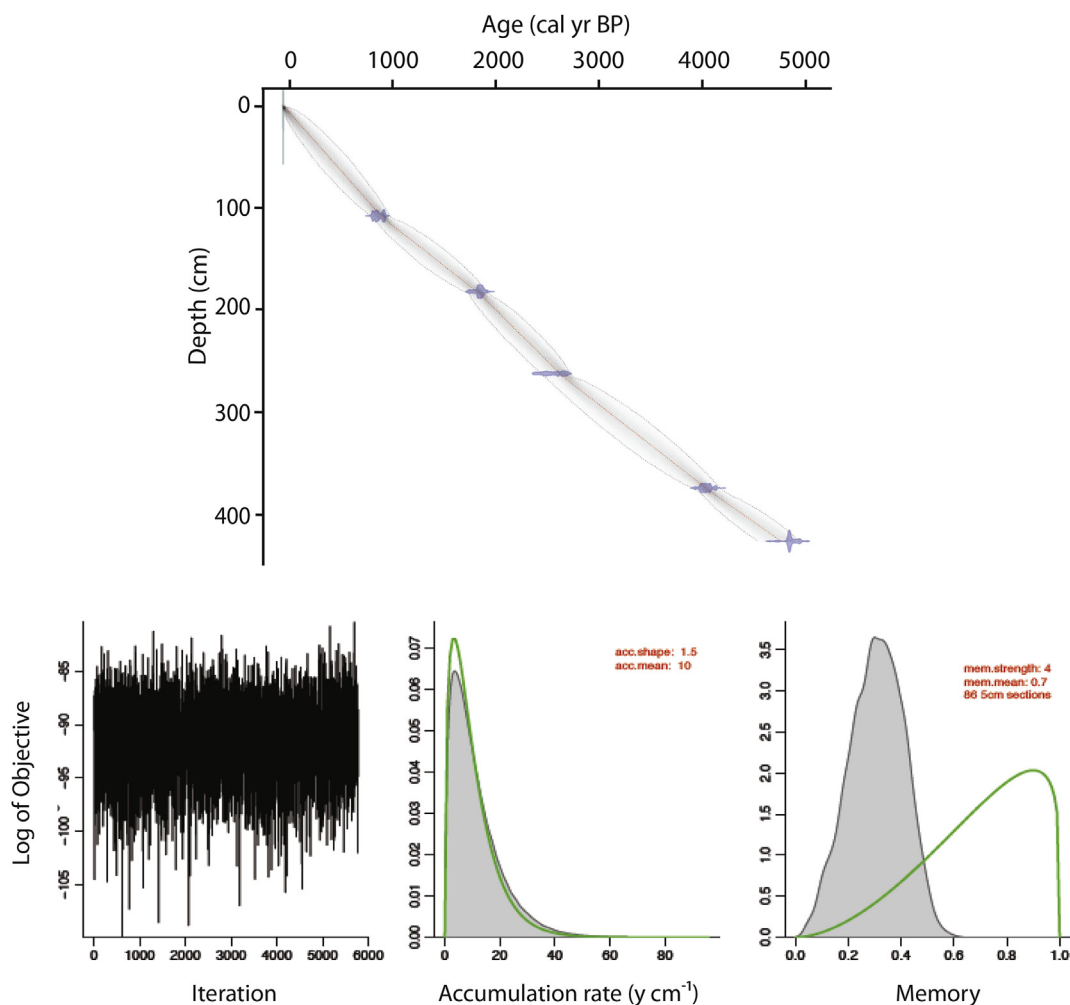 Age (cal yr BP)
0 1000 2000 3000 4000 5000
Depth (cm)
0
100
200
300
400
Log of Objective
-85
-90
-95
-100
-105
0 1000 2000 3000 4000 5000 6000
Iteration
acc.shape: 1.5
acc.mean: 10
0.07
0.06
0.05
0.04
0.03
0.02
0.01
0.00
0 20 40 60 80
Accumulation rate (y cm⁻¹)
mem.strength: 4
mem.mean: 0.7
86 5cm sections
3.5
3.0
2.5
2.0
1.5
1.0
0.5
0.0
0.0 0.2 0.4 0.6 0.8 1.0
Memory